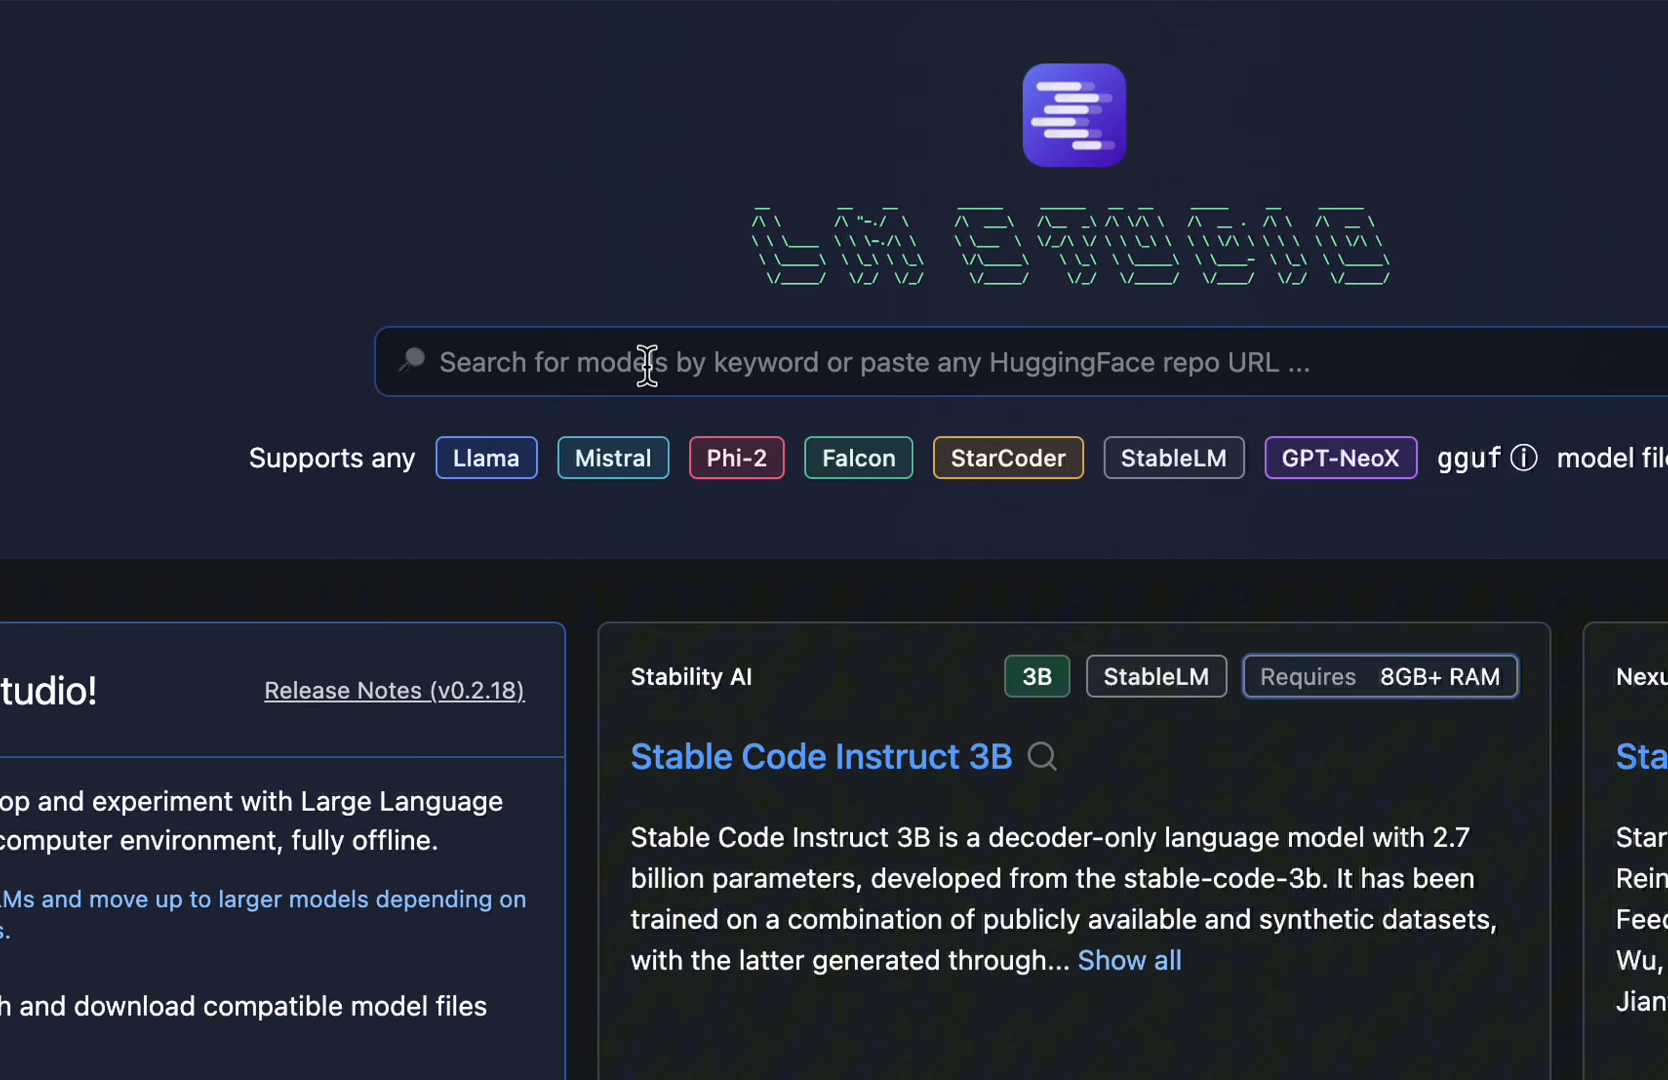 LM STUDIO
Search for models by keyword or paste any HuggingFace repo URL ...
Supports any Llama Mistral Phi-2 Falcon StarCoder StableLM GPT-NeoX gguf ⓘ model
tudio! Release Notes (v0.2.18)
op and experiment with Large Language
computer environment, fully offline.
LMs and move up to larger models depending on
s.
h and download compatible model files
Stability AI 3B StableLM Requires 8GB+ RAM
Stable Code Instruct 3B
Stable Code Instruct 3B is a decoder-only language model with 2.7
billion parameters, developed from the stable-code-3b. It has been
trained on a combination of publicly available and synthetic datasets,
with the latter generated through... Show all
Nexu
Sta
Star
Rein
Feed
Wu,
Jian